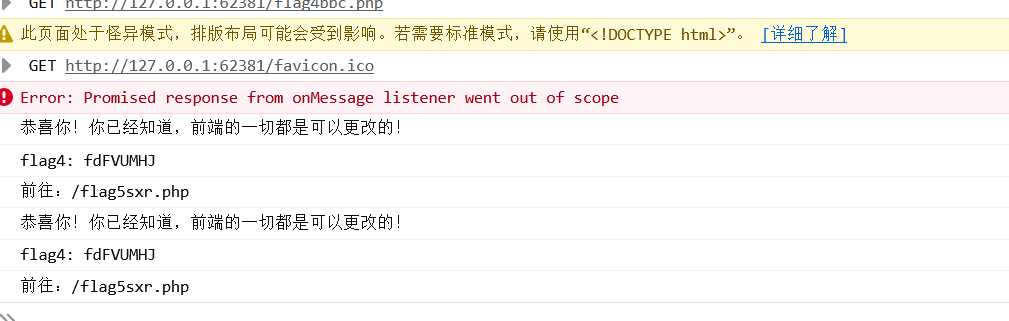 GET http://127.0.0.1:62381/flag4bbc.php
此页面处于怪异模式，排版布局可能会受到影响。若需要标准模式，请使用“<!DOCTYPE html>”。 [详细了解]
GET http://127.0.0.1:62381/favicon.ico
Error: Promised response from onMessage listener went out of scope
恭喜你！你已经知道，前端的一切都是可以更改的！
flag4: fdFVUMHJ
前往：/flag5sxr.php
恭喜你！你已经知道，前端的一切都是可以更改的！
flag4: fdFVUMHJ
前往：/flag5sxr.php